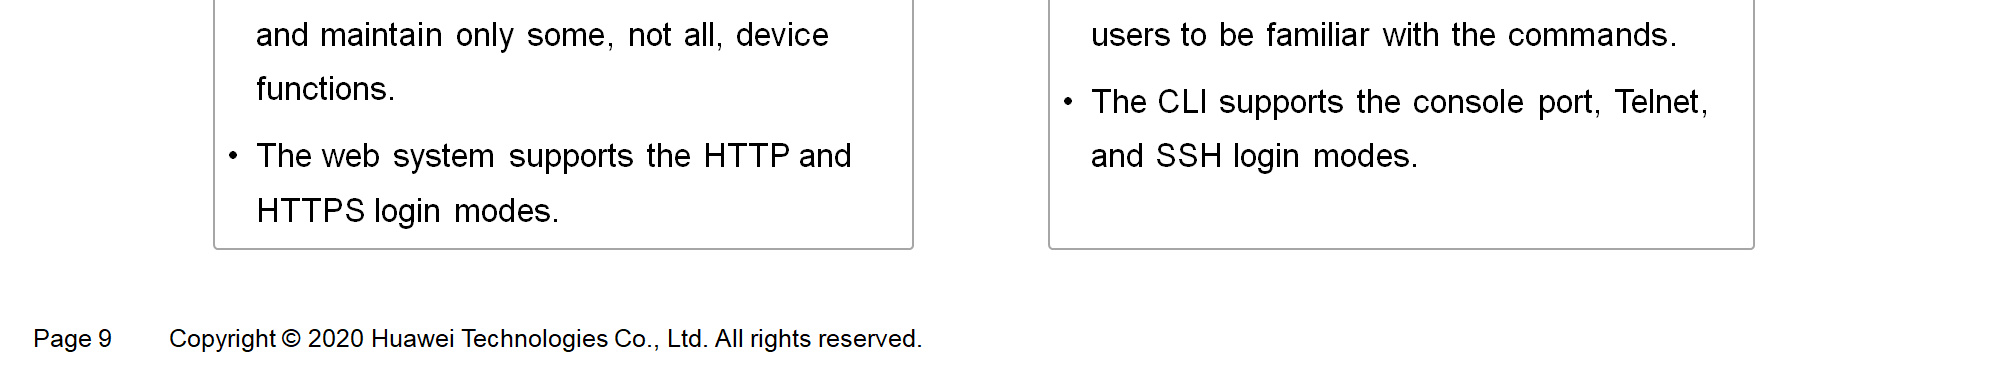 and maintain only some, not all, device
functions.
• The web system supports the HTTP and
HTTPS login modes.
users to be familiar with the commands.
• The CLI supports the console port, Telnet,
and SSH login modes.
Page 9 Copyright © 2020 Huawei Technologies Co., Ltd. All rights reserved.